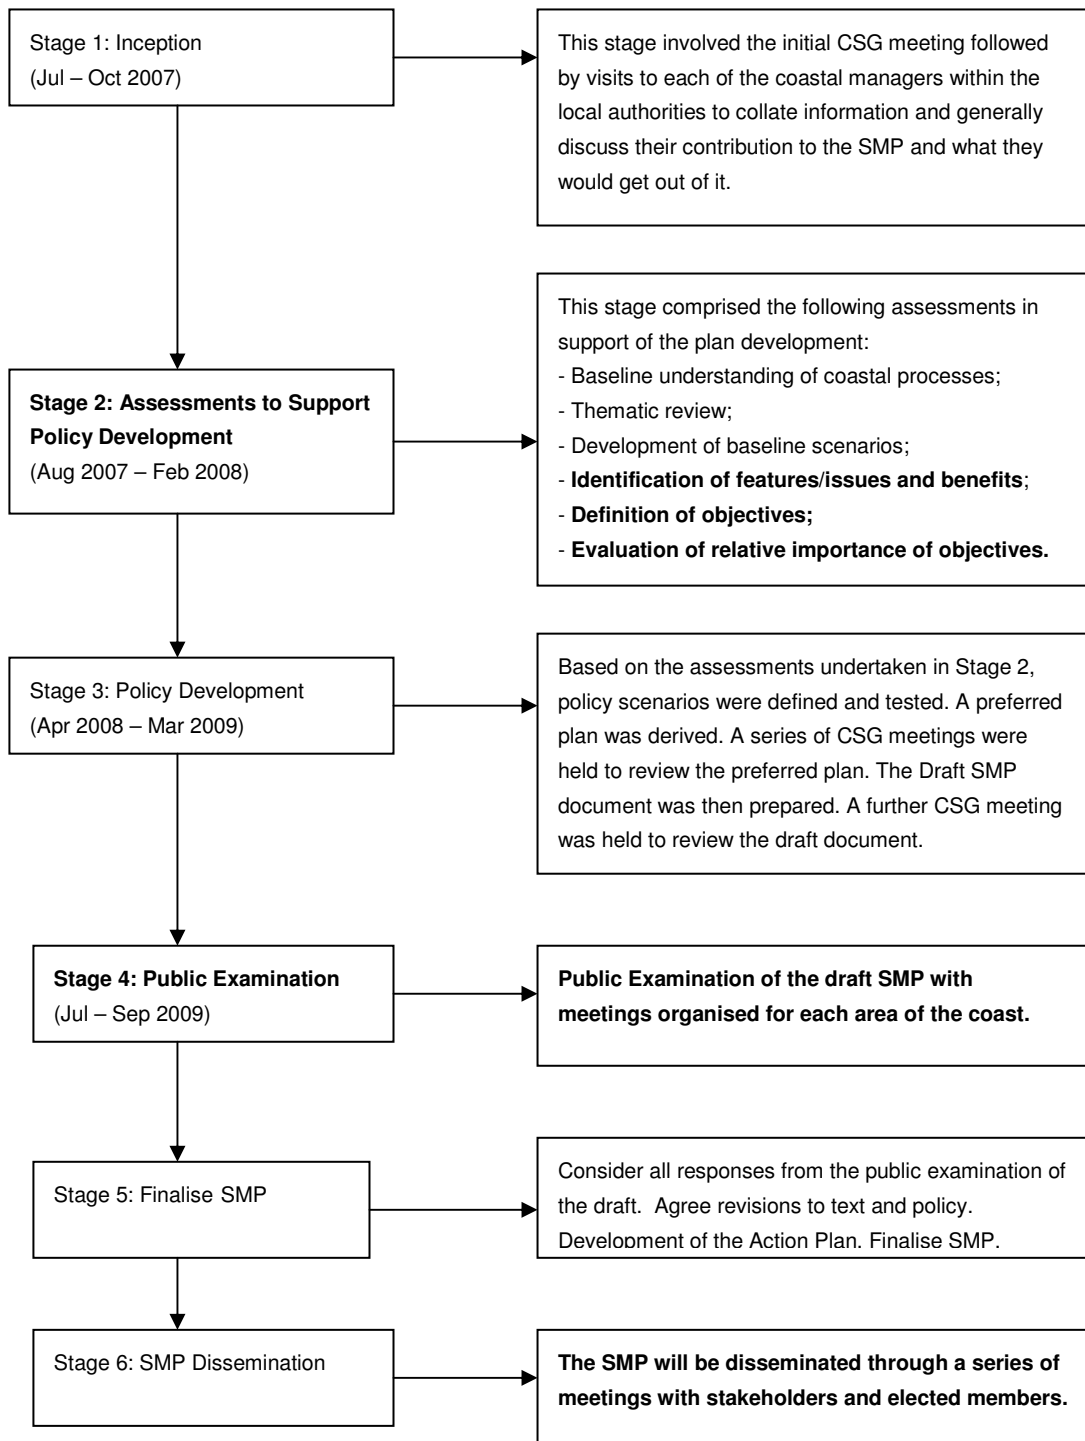 Stage 1: Inception
(Jul – Oct 2007)
This stage involved the initial CSG meeting followed
by visits to each of the coastal managers within the
local authorities to collate information and generally
discuss their contribution to the SMP and what they
would get out of it.
Stage 2: Assessments to Support
Policy Development
(Aug 2007 – Feb 2008)
This stage comprised the following assessments in
support of the plan development:
- Baseline understanding of coastal processes;
- Thematic review;
- Development of baseline scenarios;
- Identification of features/issues and benefits;
- Definition of objectives;
- Evaluation of relative importance of objectives.
Stage 3: Policy Development
(Apr 2008 – Mar 2009)
Based on the assessments undertaken in Stage 2,
policy scenarios were defined and tested. A preferred
plan was derived. A series of CSG meetings were
held to review the preferred plan. The Draft SMP
document was then prepared. A further CSG meeting
was held to review the draft document.
Stage 4: Public Examination
(Jul – Sep 2009)
Public Examination of the draft SMP with
meetings organised for each area of the coast.
Stage 5: Finalise SMP
Consider all responses from the public examination of
the draft.  Agree revisions to text and policy.
Development of the Action Plan. Finalise SMP.
Stage 6: SMP Dissemination
The SMP will be disseminated through a series of
meetings with stakeholders and elected members.